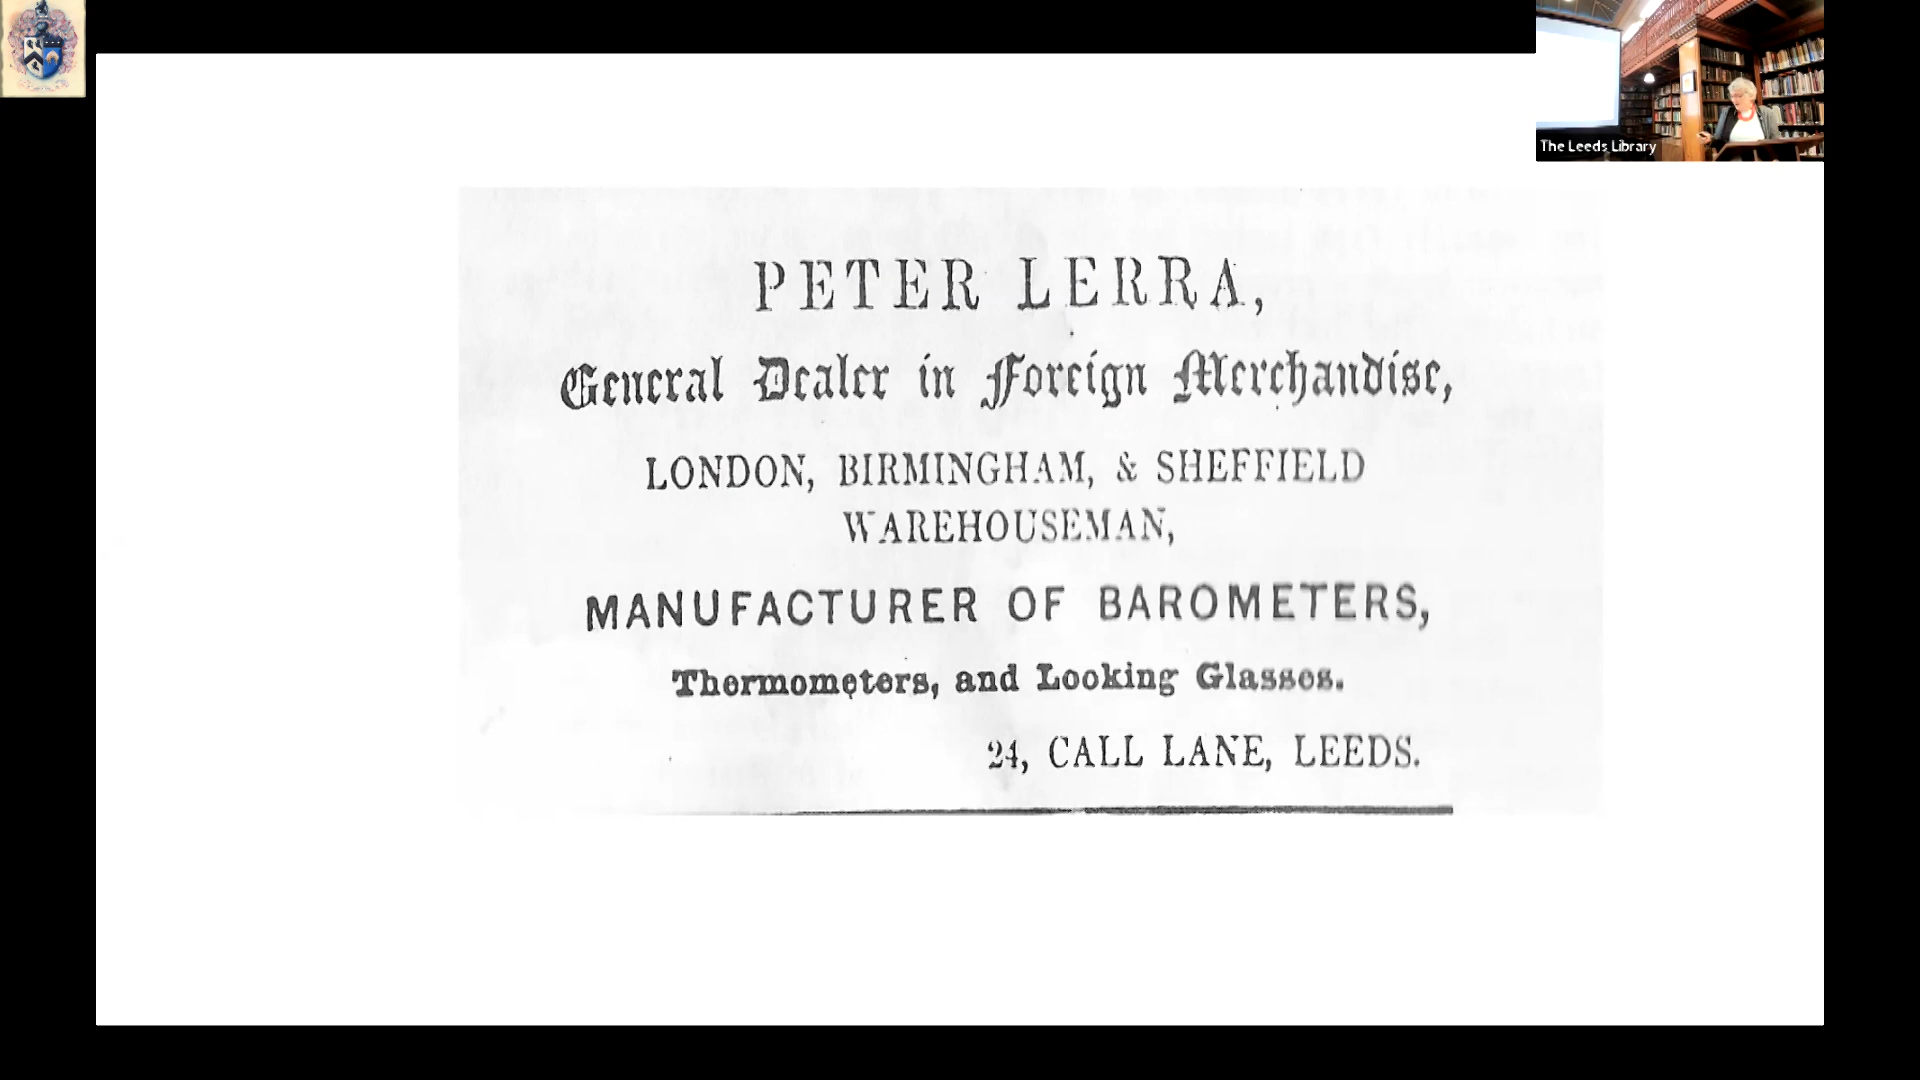 The Leeds Library
PETER LERRA,
General Dealer in Foreign Merchandise,
LONDON, BIRMINGHAM, & SHEFFIELD
WAREHOUSEMAN,
MANUFACTURER OF BAROMETERS,
Thermometers, and Looking Glasses.
24, CALL LANE, LEEDS.